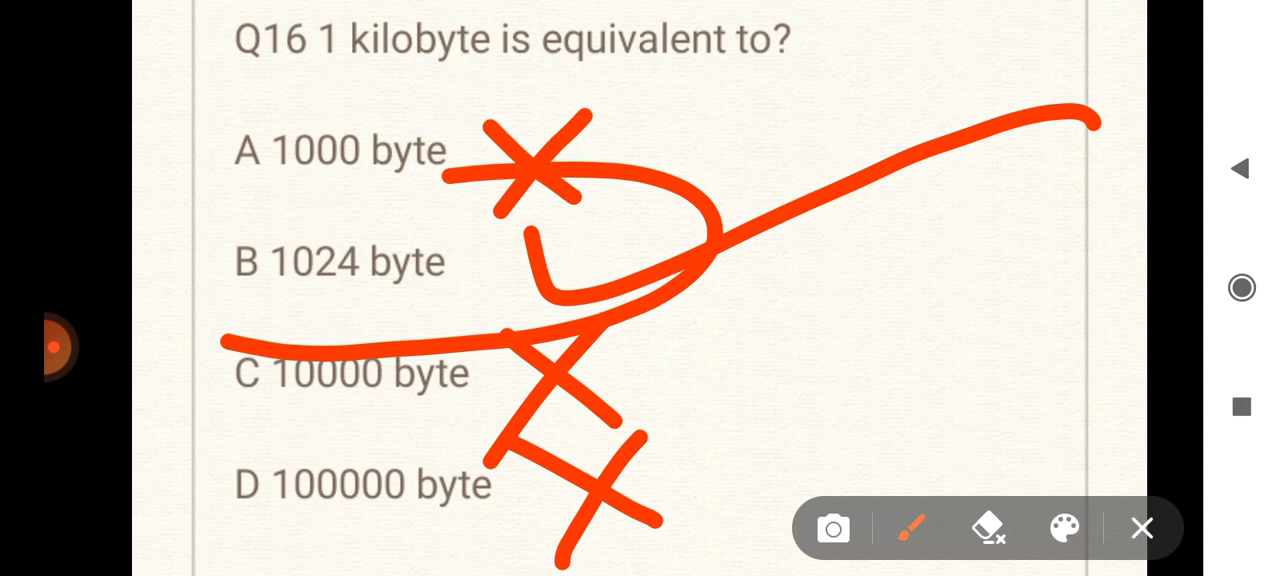 Q16 1 kilobyte is equivalent to?
A 1000 byte
B 1024 byte
C 10000 byte
D 100000 byte